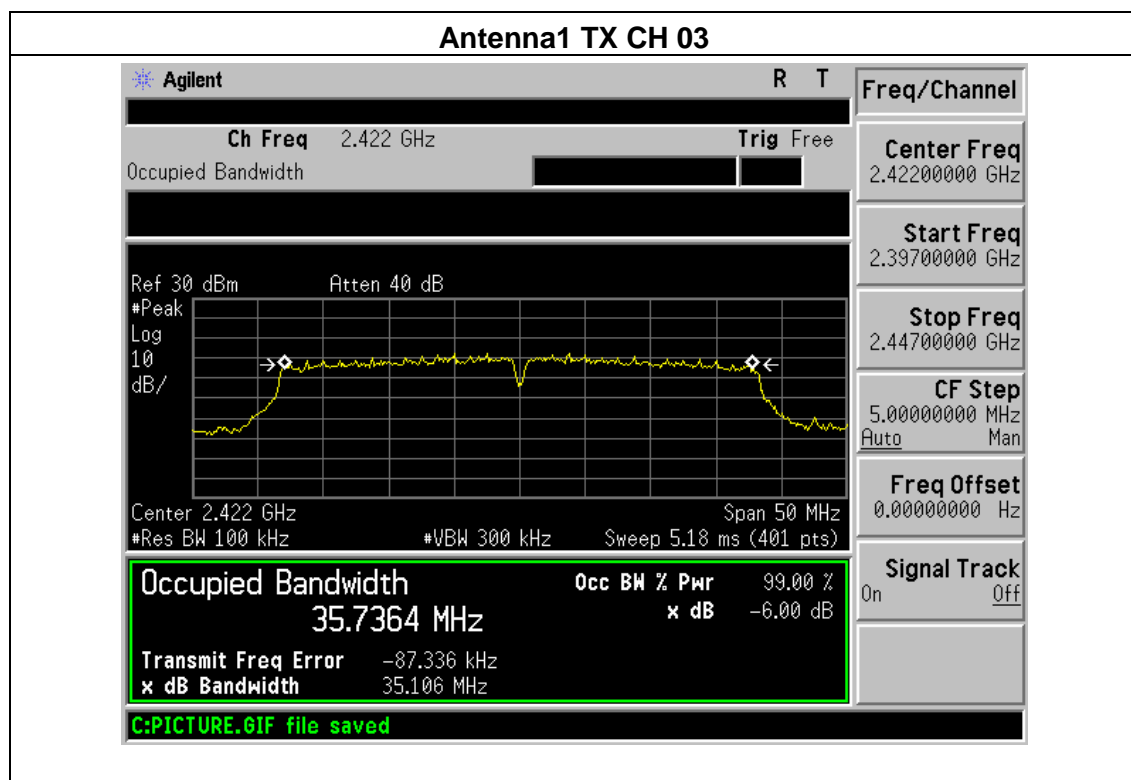 Antenna1 TX CH 03
Agilent R T
Ch Freq 2.422 GHz Trig Free
Occupied Bandwidth
Ref 30 dBm Atten 40 dB
#Peak
Log
10
dB/
Center 2.422 GHz Span 50 MHz
#Res BW 100 kHz #VBW 300 kHz Sweep 5.18 ms (401 pts)
Occupied Bandwidth Occ BW % Pwr 99.00 %
35.7364 MHz x dB -6.00 dB
Transmit Freq Error -87.336 kHz
x dB Bandwidth 35.106 MHz
C:PICTURE.GIF file saved
Freq/Channel
Center Freq
2.42200000 GHz
Start Freq
2.39700000 GHz
Stop Freq
2.44700000 GHz
CF Step
5.00000000 MHz
Auto Man
Freq Offset
0.00000000 Hz
Signal Track
On Off